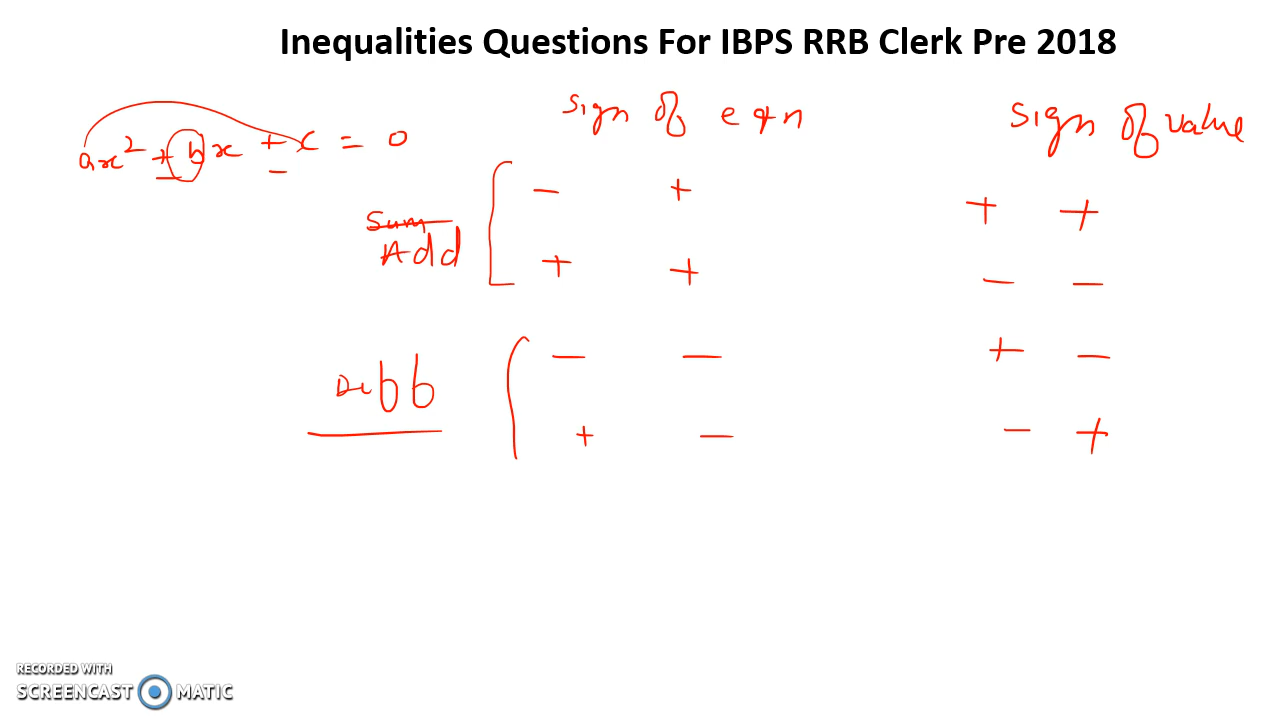 Inequalities Questions For IBPS RRB Clerk Pre 2018
ax² + bx + c = 0
sign of eqn
sign of value
- + + +
Sum
Add
+ + - -
- - + -
Diff
+ - - +
RECORDED WITH
SCREENCAST MATIC